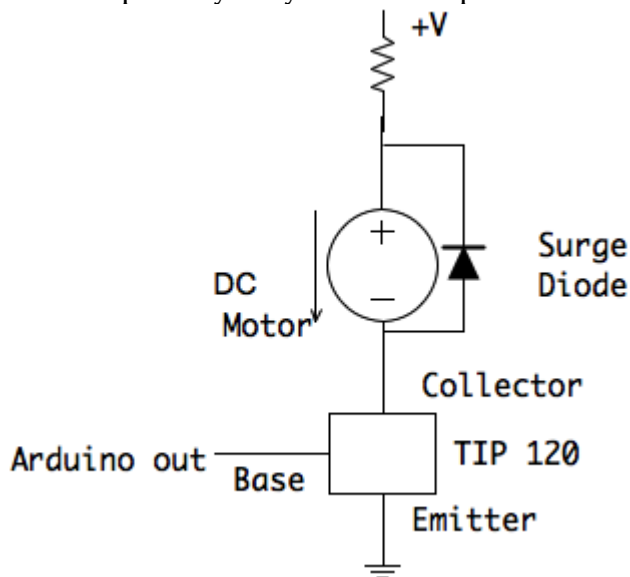 +V
+
Surge
Diode
−
DC
Motor
Collector
Arduino out
Base
TIP 120
Emitter